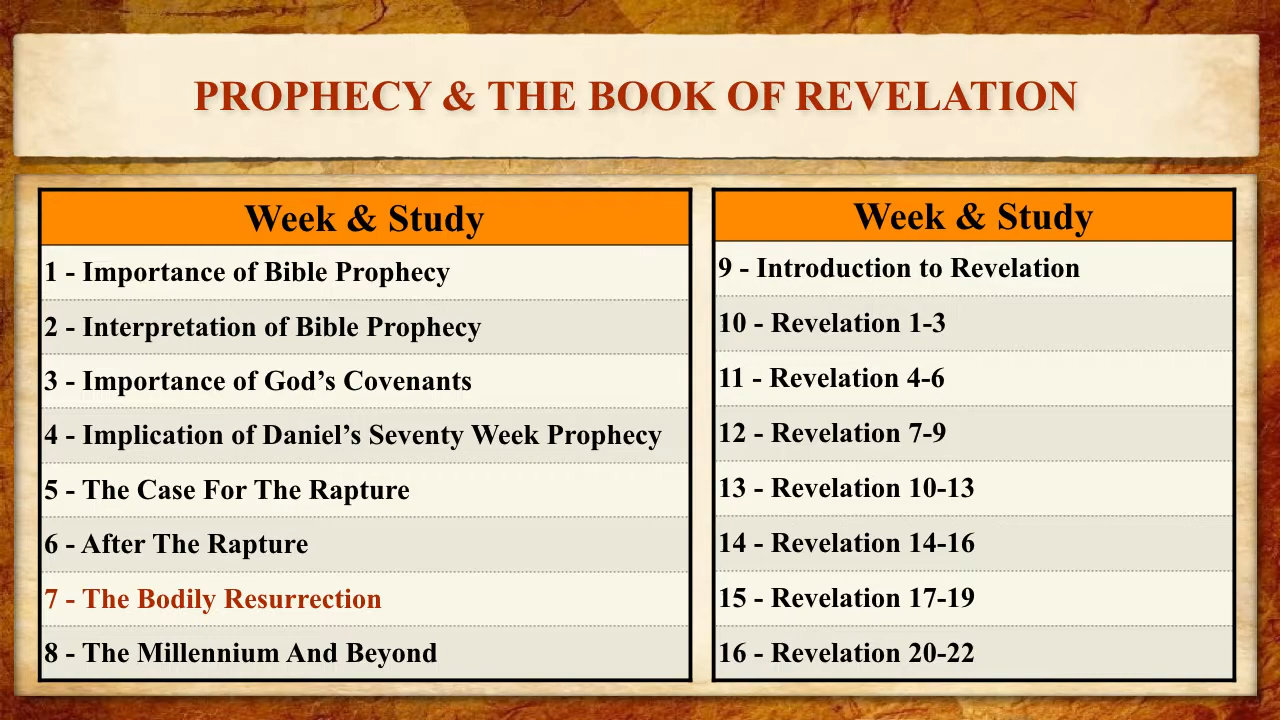 PROPHECY & THE BOOK OF REVELATION
Week & Study
1 - Importance of Bible Prophecy
2 - Interpretation of Bible Prophecy
3 - Importance of God’s Covenants
4 - Implication of Daniel’s Seventy Week Prophecy
5 - The Case For The Rapture
6 - After The Rapture
7 - The Bodily Resurrection
8 - The Millennium And Beyond
Week & Study
9 - Introduction to Revelation
10 - Revelation 1-3
11 - Revelation 4-6
12 - Revelation 7-9
13 - Revelation 10-13
14 - Revelation 14-16
15 - Revelation 17-19
16 - Revelation 20-22